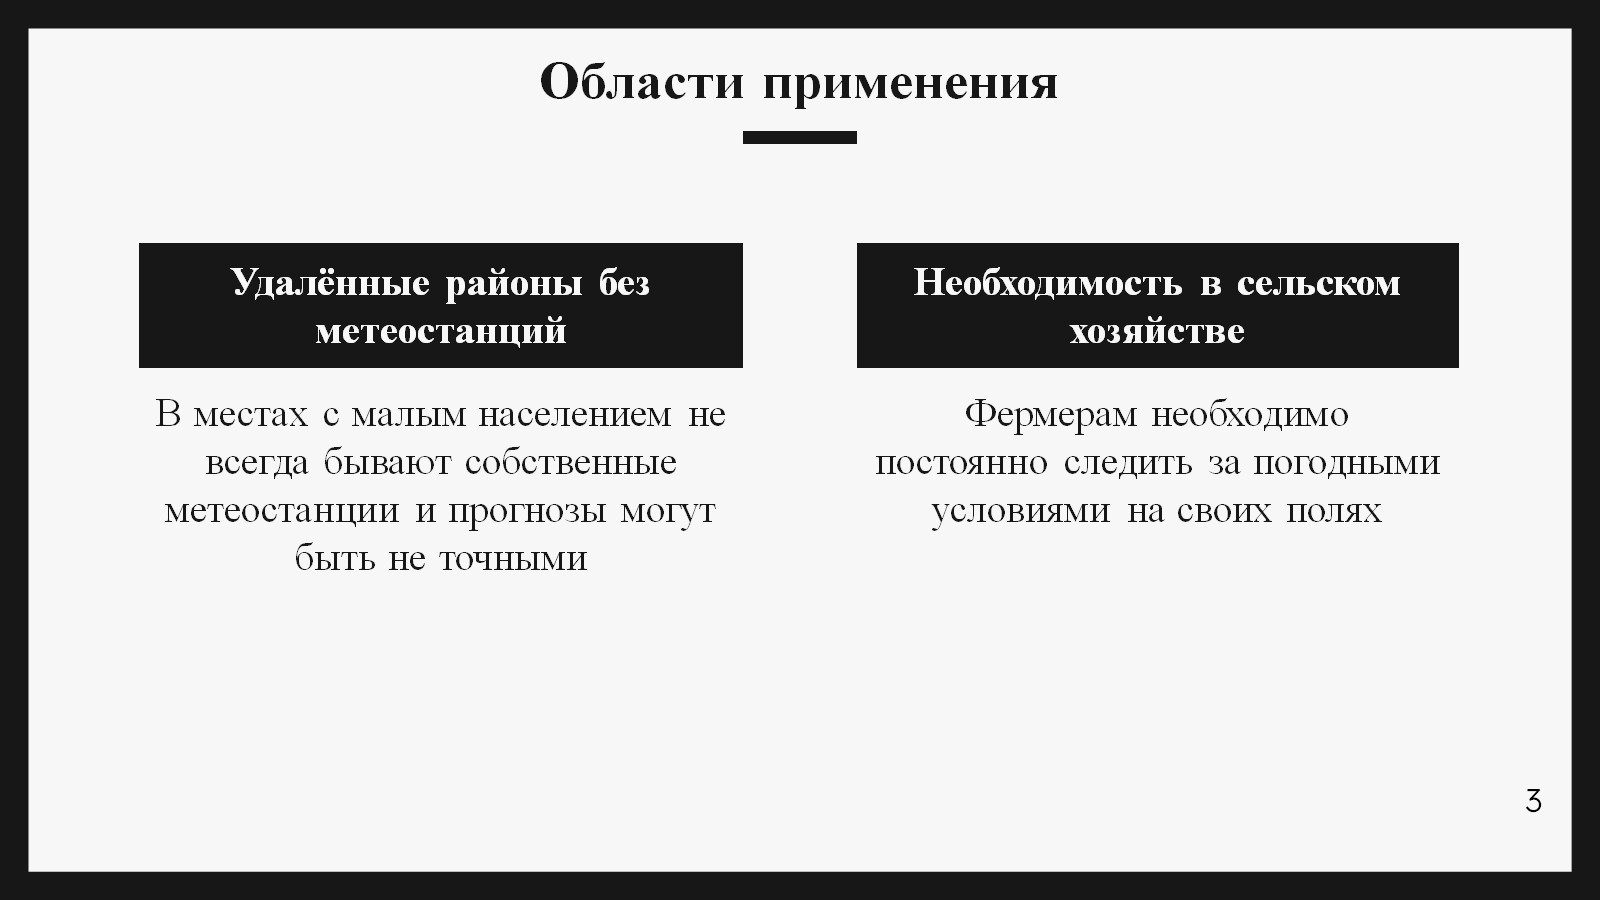 Области применения
Удалённые районы без
метеостанций
В местах с малым населением не
всегда бывают собственные
метеостанции и прогнозы могут
быть не точными
Необходимость в сельском
хозяйстве
Фермерам необходимо
постоянно следить за погодными
условиями на своих полях
3